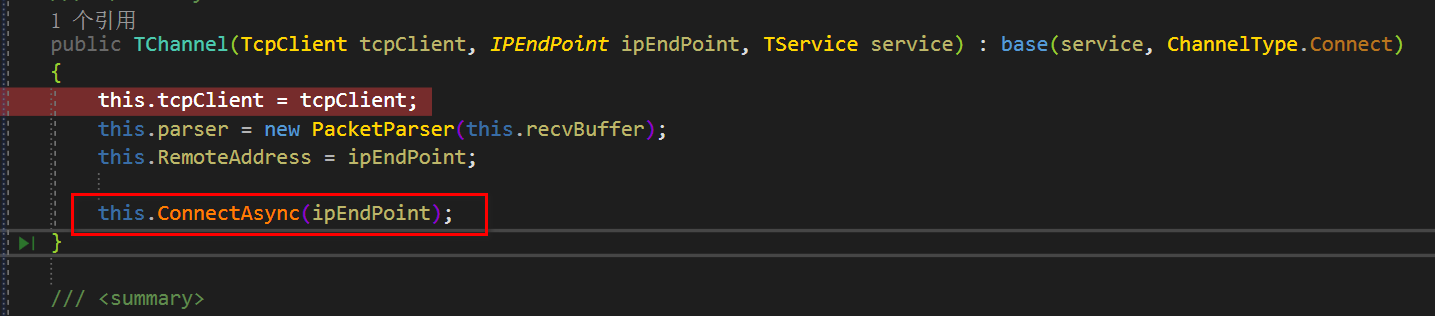 1 个引用
public TChannel(TcpClient tcpClient, IPEndPoint ipEndPoint, TService service) : base(service, ChannelType.Connect)
{
this.tcpClient = tcpClient;
this.parser = new PacketParser(this.recvBuffer);
this.RemoteAddress = ipEndPoint;
this.ConnectAsync(ipEndPoint);
}
/// <summary>